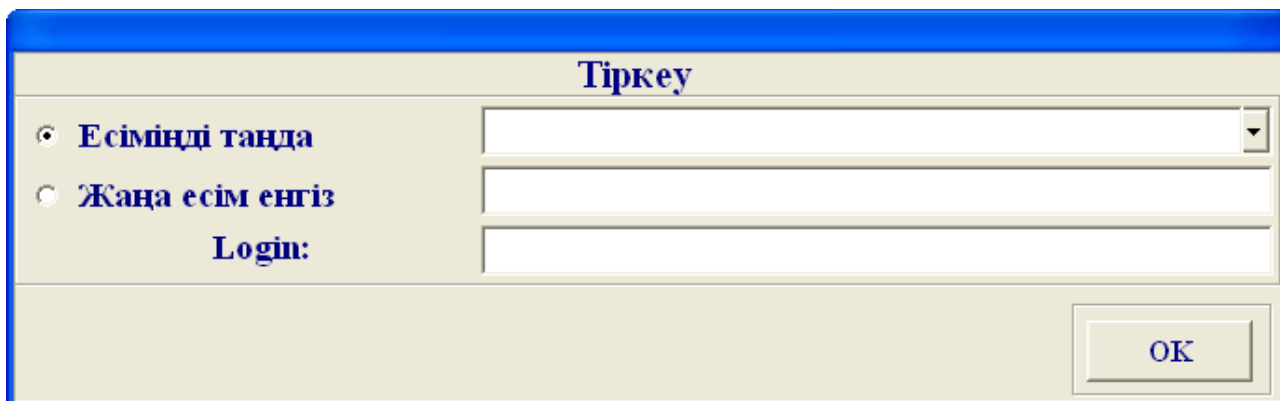 Тіркеу
Есіміңді таңда
Жаңа есім енгіз
Login:
OK